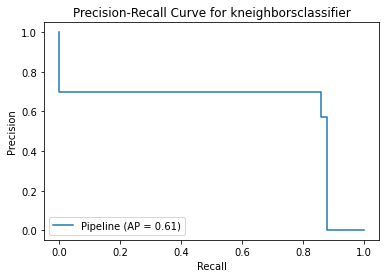 Precision-Recall Curve for kneighborsclassifier
1.0
0.8
0.6
0.4
0.2
0.0
Precision
Pipeline (AP = 0.61)
0.0 0.2 0.4 0.6 0.8 1.0
Recall